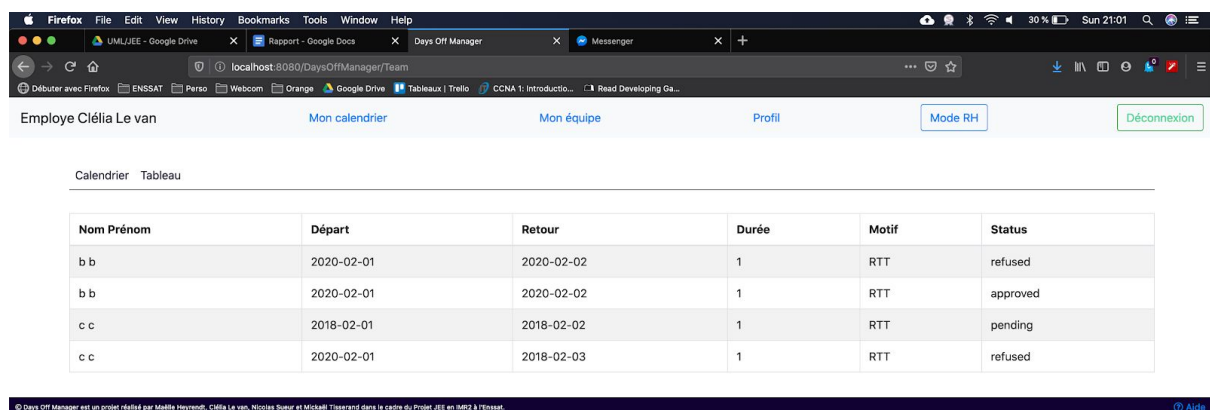 Firefox File Edit View History Bookmarks Tools Window Help 30 % Sun 21:01
UML/JEE - Google Drive Rapport - Google Docs Days Off Manager Messenger
localhost:8080/DaysOffManager/Team
Débuter avec Firefox ENSSAT Perso Webcom Orange Google Drive Tableaux | Trello CCNA 1: Introductio... Read Developing Ga...
Employe Clélia Le van Mon calendrier Mon équipe Profil Mode RH Déconnexion
Calendrier Tableau
Nom Prénom Départ Retour Durée Motif Status
b b 2020-02-01 2020-02-02 1 RTT refused
b b 2020-02-01 2020-02-02 1 RTT approved
c c 2018-02-01 2018-02-02 1 RTT pending
c c 2020-02-01 2018-02-03 1 RTT refused
© Days Off Manager est un projet réalisé par Maëlle Heyrendt, Clélia Le van, Nicolas Sueur et Mickaël Tisserand dans le cadre du Projet JEE en IMR2 à l'Enssat. Aide